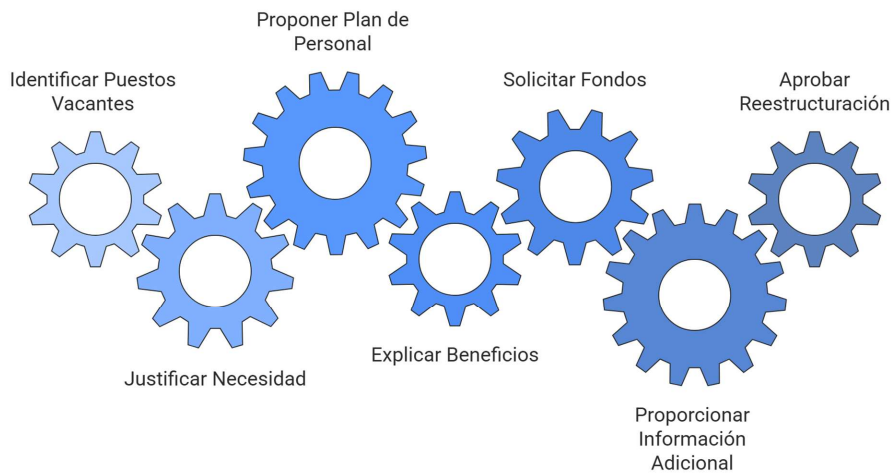 Identificar Puestos
Vacantes
Justificar Necesidad
Proponer Plan de
Personal
Explicar Beneficios
Solicitar Fondos
Proporcionar
Información
Adicional
Aprobar
Reestructuración